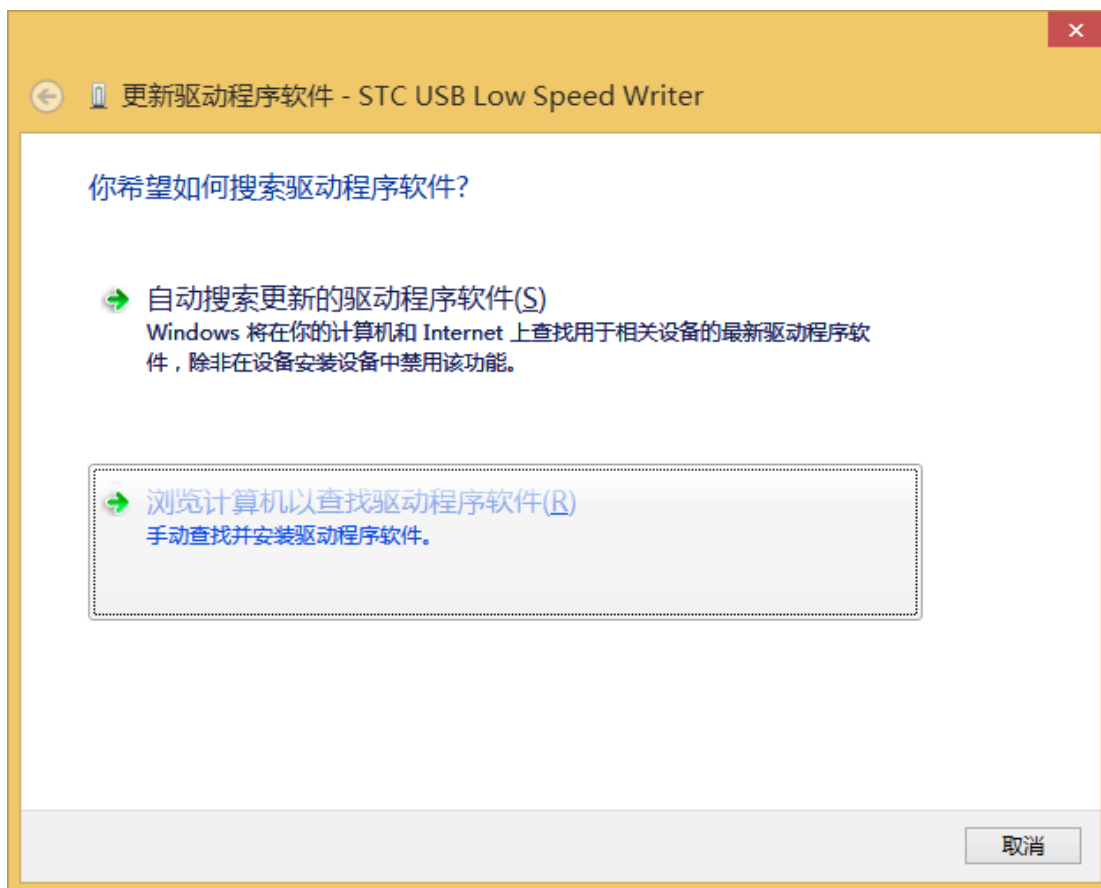 更新驱动程序软件 - STC USB Low Speed Writer
你希望如何搜索驱动程序软件?
自动搜索更新的驱动程序软件(S)
Windows 将在你的计算机和 Internet 上查找用于相关设备的最新驱动程序软
件，除非在设备安装设备中禁用该功能。
浏览计算机以查找驱动程序软件(R)
手动查找并安装驱动程序软件。
取消